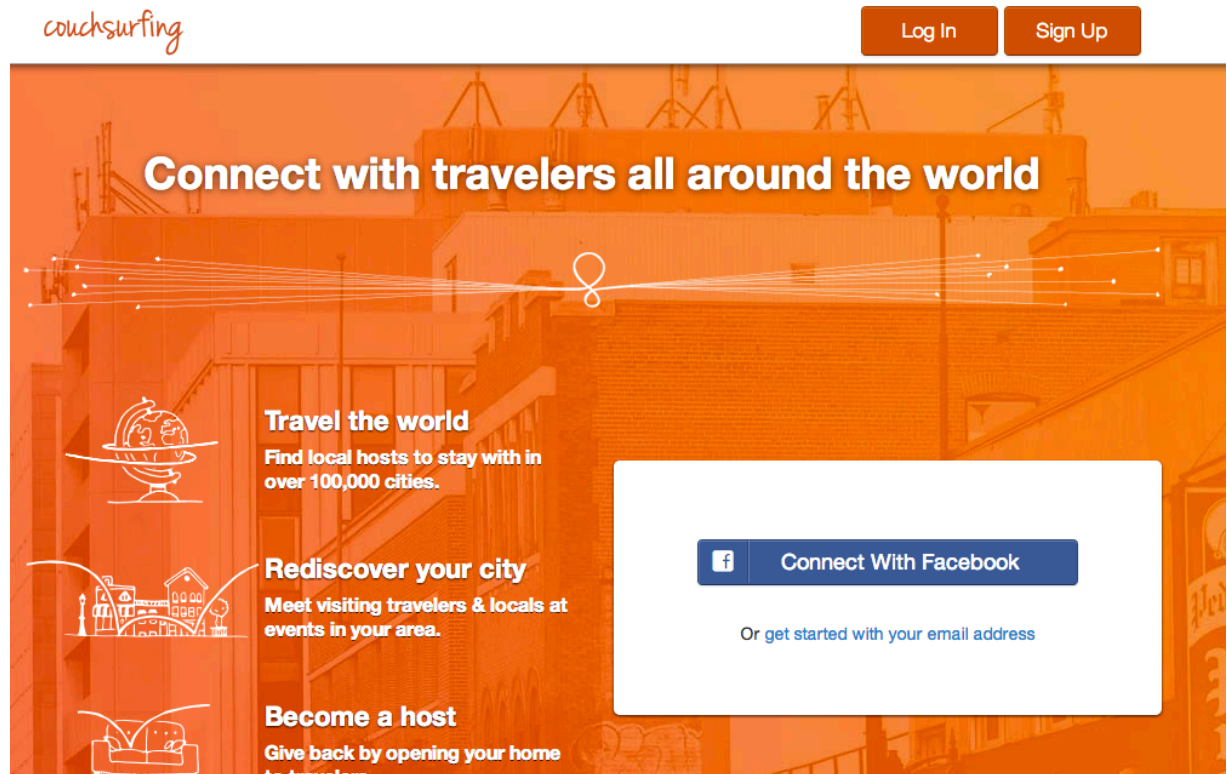 couchsurfing
Log In
Sign Up
Connect with travelers all around the world
Travel the world
Find local hosts to stay with in
over 100,000 cities.
Rediscover your city
Meet visiting travelers & locals at
events in your area.
Become a host
Give back by opening your home
to travelers
Connect With Facebook
Or get started with your email address